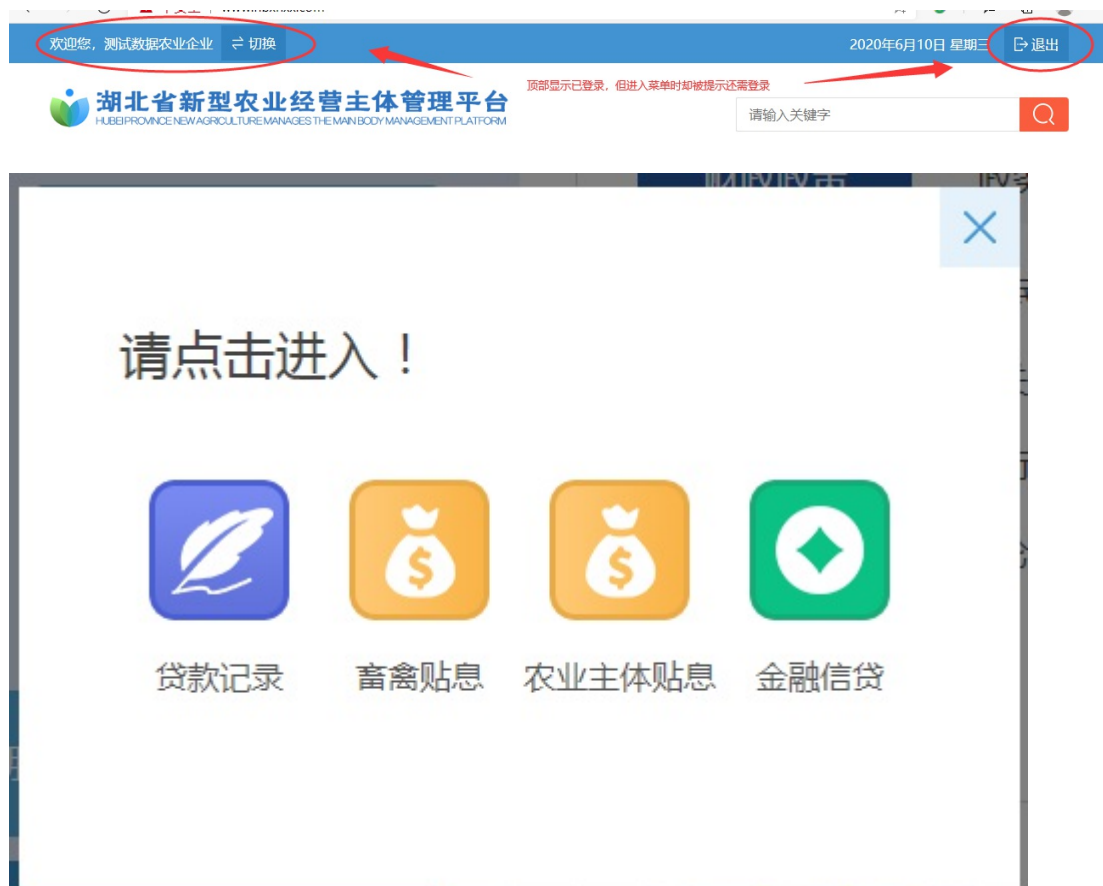 欢迎您，测试数据农业企业 切换 2020年6月10日 星期三 退出
顶部显示已登录，但进入菜单时却被提示还需登录
湖北省新型农业经营主体管理平台
HUBEI PROVINCE NEW AGRICULTURE MANAGES THE MAIN BODY MANAGEMENT PLATFORM
请输入关键字
请点击进入！
贷款记录 畜禽贴息 农业主体贴息 金融信贷